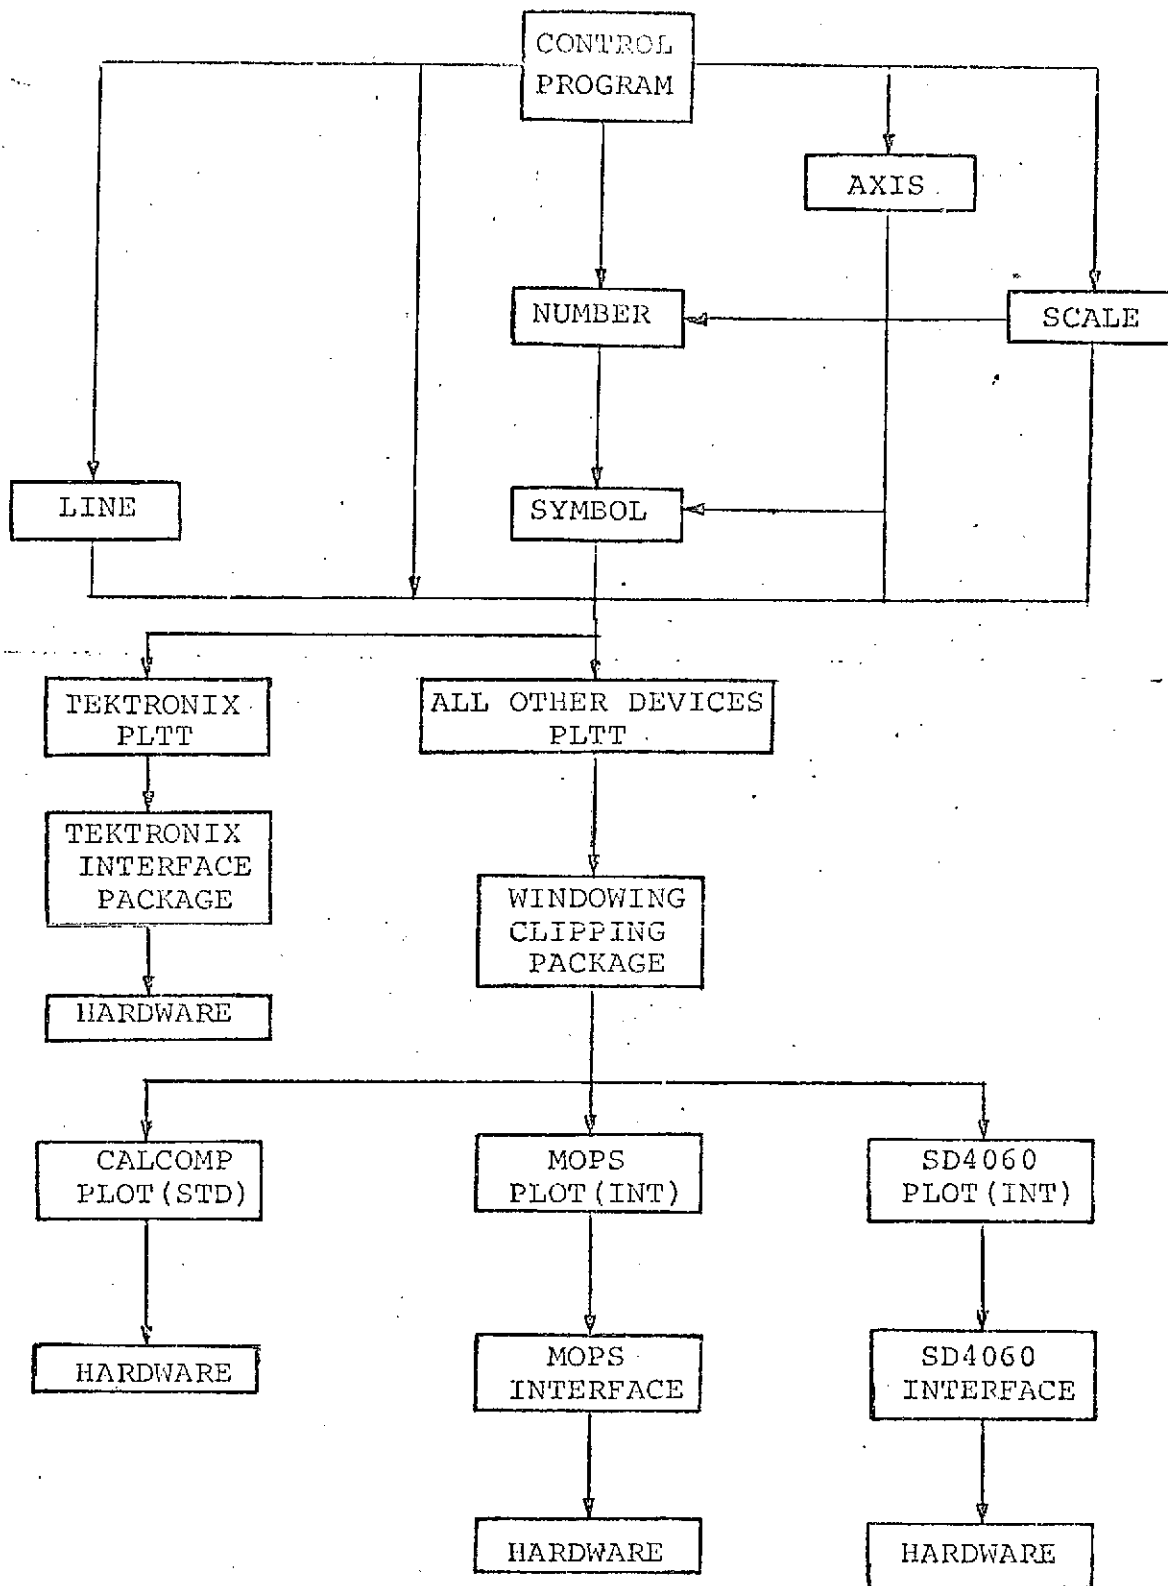 CONTROL
PROGRAM
AXIS
NUMBER
SCALE
LINE
SYMBOL
TEKTRONIX
PLTT
ALL OTHER DEVICES
PLTT
TEKTRONIX
INTERFACE
PACKAGE
WINDOWING
CLIPPING
PACKAGE
HARDWARE
CALCOMP
PLOT(STD)
MOPS
PLOT(INT)
SD4060
PLOT(INT)
HARDWARE
MOPS
INTERFACE
SD4060
INTERFACE
HARDWARE
HARDWARE